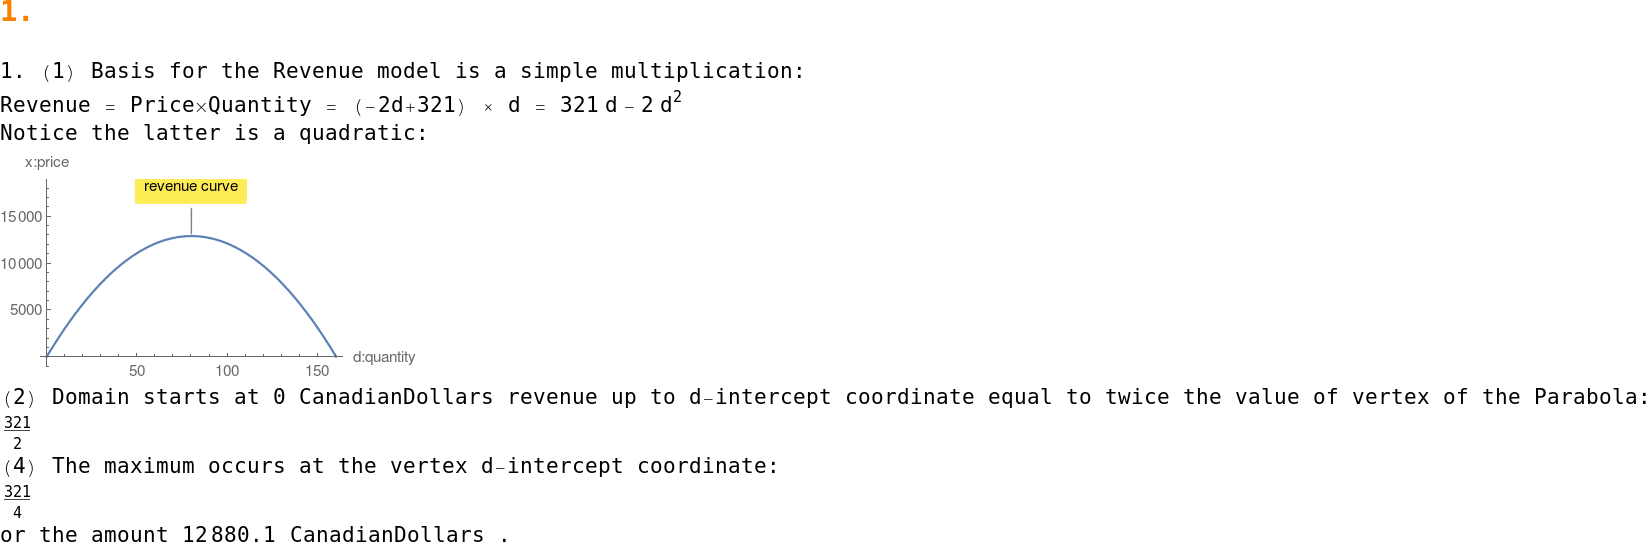 1.
1. (1) Basis for the Revenue model is a simple multiplication:
Revenue = Price×Quantity = (-2d+321) × d = 321 d - 2 d²
Notice the latter is a quadratic:
x:price
revenue curve
15000
10000
5000
50 100 150
d:quantity
(2) Domain starts at 0 CanadianDollars revenue up to d-intercept coordinate equal to twice the value of vertex of the Parabola:
321
2
(4) The maximum occurs at the vertex d-intercept coordinate:
321
4
or the amount 12880.1 CanadianDollars .